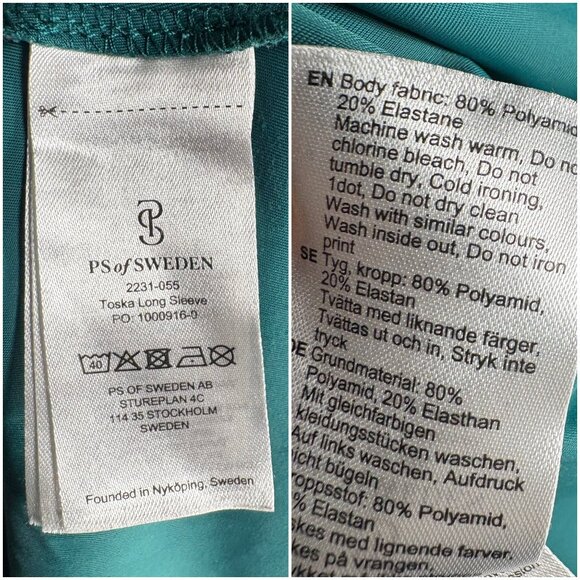 PS of SWEDEN
2231-055
Toska Long Sleeve
PO: 1000916-0
40
PS OF SWEDEN AB
STUREPLAN 4C
114 35 STOCKHOLM
SWEDEN
Founded in Nyköping, Sweden
EN Body fabric: 80% Polyamid
20% Elastane
Machine wash warm, Do no
chlorine bleach, Do not
tumble dry, Cold ironing,
1dot, Do not dry clean
Wash with similar colours,
Wash inside out, Do not iron
print
SE Tyg, kropp: 80% Polyamid,
20% Elastan
Tvätta med liknande färger,
Tvättas ut och in, Stryk inte
tryck
DE Grundmaterial: 80%
Polyamid, 20% Elasthan
Mit gleichfarbigen
kleidungsstücken waschen,
Auf links waschen, Aufdruck
icht bügeln
roppsstof: 80% Polyamid,
% Elastan
skes med lignende farver.
kes på vrangen.